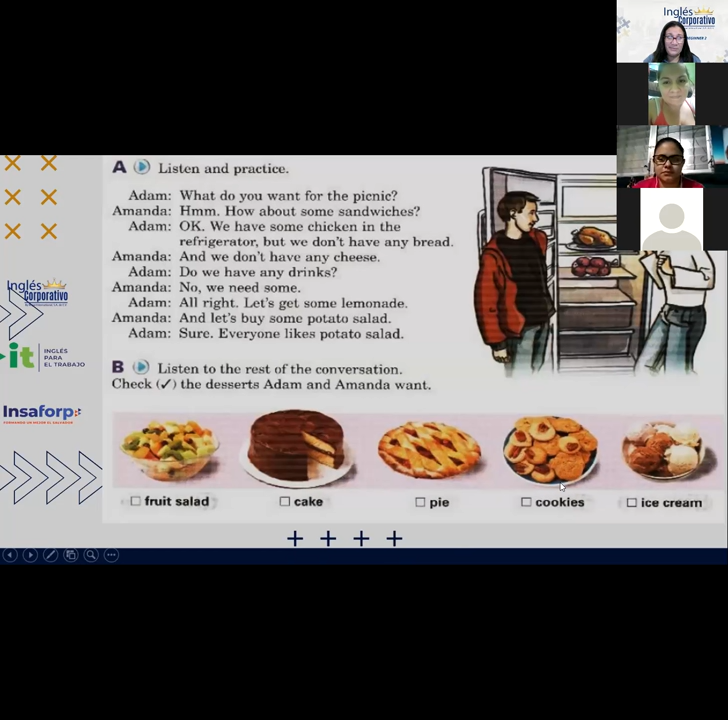 Inglés
Corporativo
BEGINNER 2
A Listen and practice.
Adam: What do you want for the picnic?
Amanda: Hmm. How about some sandwiches?
Adam: OK. We have some chicken in the
refrigerator, but we don't have any bread.
Amanda: And we don't have any cheese.
Adam: Do we have any drinks?
Amanda: No, we need some.
Adam: All right. Let's get some lemonade.
Amanda: And let's buy some potato salad.
Adam: Sure. Everyone likes potato salad.
B Listen to the rest of the conversation.
Check (✓) the desserts Adam and Amanda want.
fruit salad
cake
pie
cookies
ice cream
Inglés
Corporativo
it INGLÉS
PARA
EL TRABAJO
Insaforp